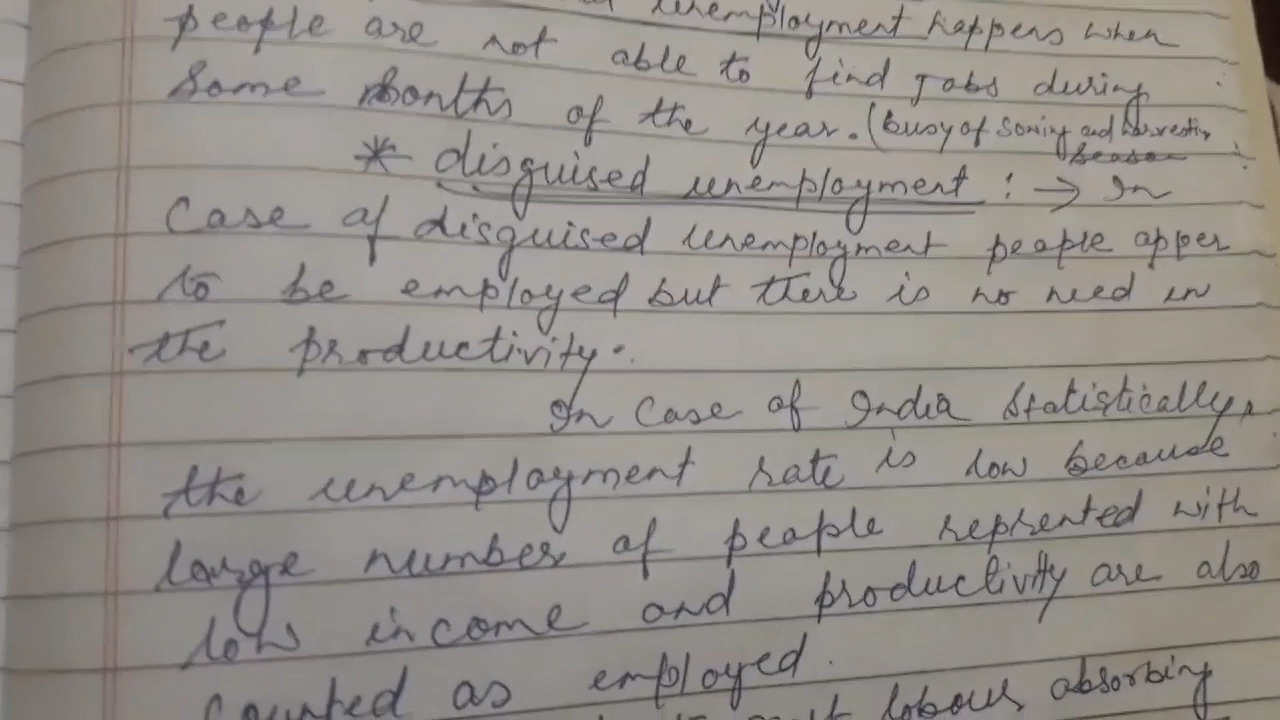 unemployment happens when
people are not able to find jobs during
Some months of the year. (busy of Sowing and harvesting
season
* disguised unemployment : → In
Case of disguised unemployment people apper
to be employed but there is no need in
the productivity.
In Case of India Statistically,
the unemployment rate is low because
large number of people reprented with
low income and productivity are also
Counted as employed.
labour absorbing